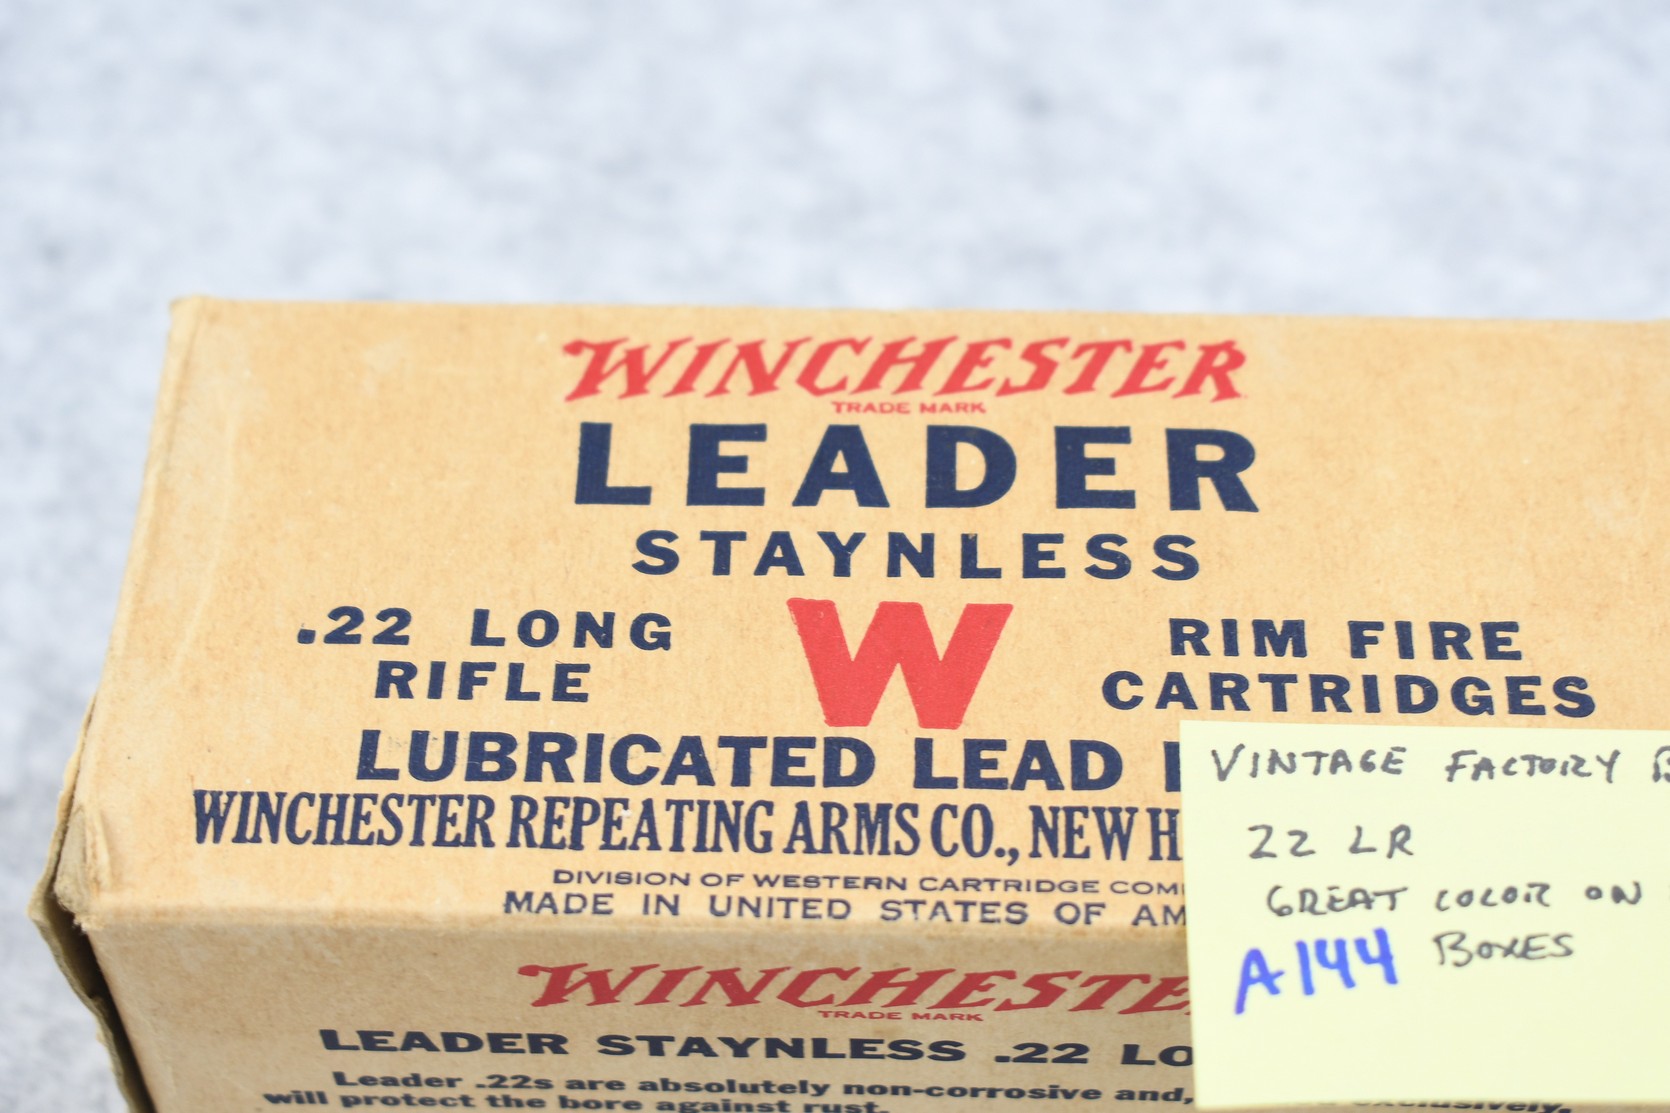 WINCHESTER
TRADE MARK
LEADER
STAYNLESS
.22 LONG
RIFLE
W
RIM FIRE
CARTRIDGES
LUBRICATED LEAD
WINCHESTER REPEATING ARMS CO., NEW
DIVISION OF WESTERN CARTRIDGE
MADE IN UNITED STATES OF
VINTAGE FACTORY
22 LR
GREAT COLOR ON
BOXES
A144
WINCHESTE
TRADE MARK
LEADER STAYNLESS .22 LO
Leader .22s are absolutely non-corrosive and,
will protect the bore against rust.